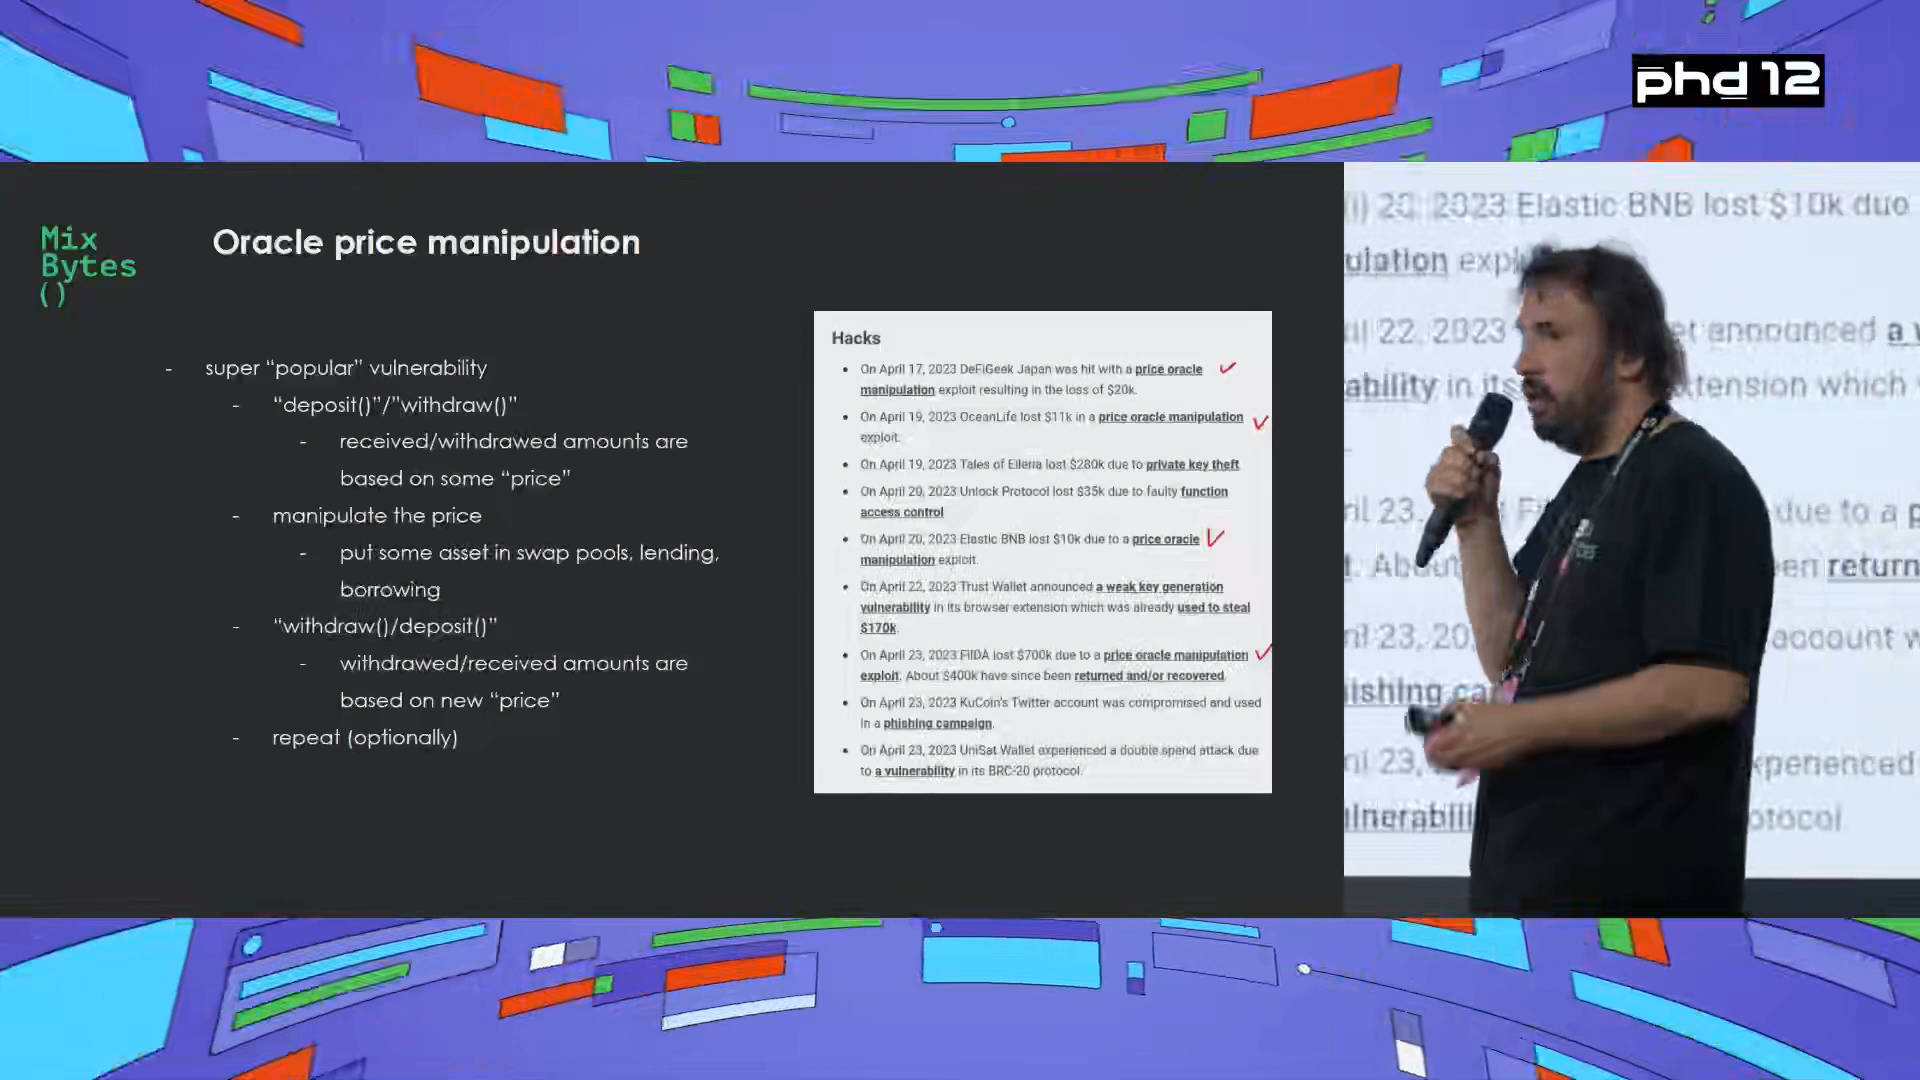 phd 12
Mix
Bytes
()
Oracle price manipulation
- super “popular” vulnerability
- “deposit()”/”withdraw()”
- received/withdrawed amounts are
based on some “price”
- manipulate the price
- put some asset in swap pools, lending,
borrowing
- “withdraw()/deposit()”
- withdrawed/received amounts are
based on new “price”
- repeat (optionally)
Hacks
• On April 17, 2023 DeFiGeek Japan was hit with a price oracle
manipulation exploit resulting in the loss of $20k.
• On April 19, 2023 OceanLife lost $11k in a price oracle manipulation
exploit.
• On April 19, 2023 Tales of Elleria lost $280k due to private key theft
• On April 20, 2023 Unlock Protocol lost $35k due to faulty function
access control
• On April 20, 2023 Elastic BNB lost $10k due to a price oracle
manipulation exploit.
• On April 22, 2023 Trust Wallet announced a weak key generation
vulnerability in its browser extension which was already used to steal
$170k.
• On April 23, 2023 FilDA lost $700k due to a price oracle manipulation
exploit. About $400k have since been returned and/or recovered.
• On April 23, 2023 KuCoin's Twitter account was compromised and used
in a phishing campaign.
• On April 23, 2023 UniSat Wallet experienced a double spend attack due
to a vulnerability in its BRC-20 protocol.
2023 Elastic BNB lost $10k due
22, 2023 announced a
in its which
23, due to a
About return
23,
account
23,